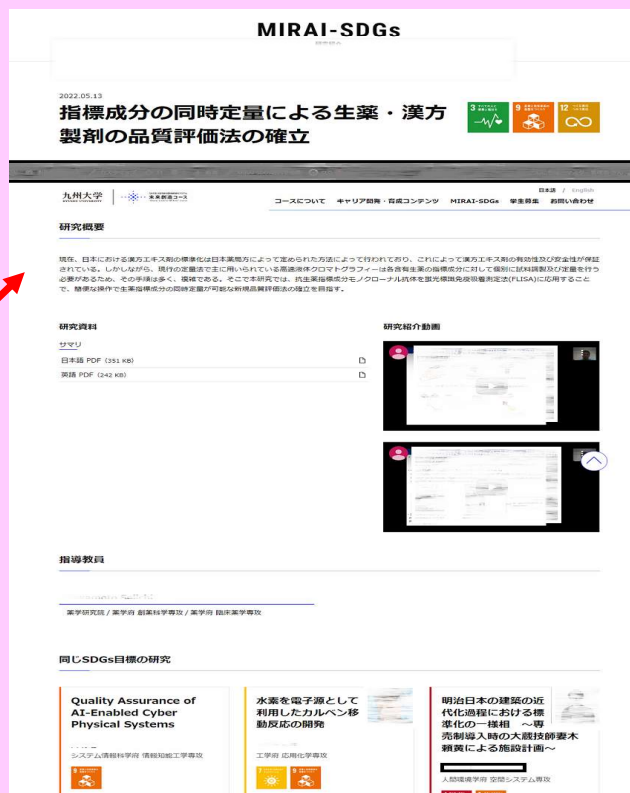 MIRAI-SDGs
2022.05.13
指標成分の同時定量による生薬・漢方
製剤の品質評価法の確立
3
9
12
九州大学
KYUSHU UNIVERSITY
未来創造コース
日本語 / English
コースについて キャリア開発・育成コンテンツ MIRAI-SDGs 学生募集 お問い合わせ
研究概要
現在、日本における漢方エキス剤の標準化は日本薬局方によって定められた方法によって行われており、これによって漢方エキス剤の有効性及び安全性が保証
されている。しかしながら、現行の定量法で主に用いられている高速液体クロマトグラフィーは各含有生薬の指標成分に対して個別に試料調製及び定量を行う
必要があるため、その手順は多く、複雑である。そこで本研究では、抗生薬指標成分モノクローナル抗体を蛍光標識免疫吸着測定法(FLISA)に応用すること
で、簡便な操作で生薬指標成分の同時定量が可能な新規品質評価法の確立を目指す。
研究資料
サマリ
日本語 PDF (351 KB)
英語 PDF (242 KB)
研究紹介動画
指導教員
薬学研究院 / 薬学府 創薬科学専攻 / 薬学府 臨床薬学専攻
同じSDGs目標の研究
Quality Assurance of
AI-Enabled Cyber
Physical Systems
システム情報科学府 情報知能工学専攻
9
水素を電子源として
利用したカルベン移
動反応の開発
工学府 応用化学専攻
7
9
明治日本の建築の近
代化過程における標
準化の一様相 ～専
売制導入時の大蔵技師妻木
頼黄による施設計画～
人間環境学府 空間システム専攻